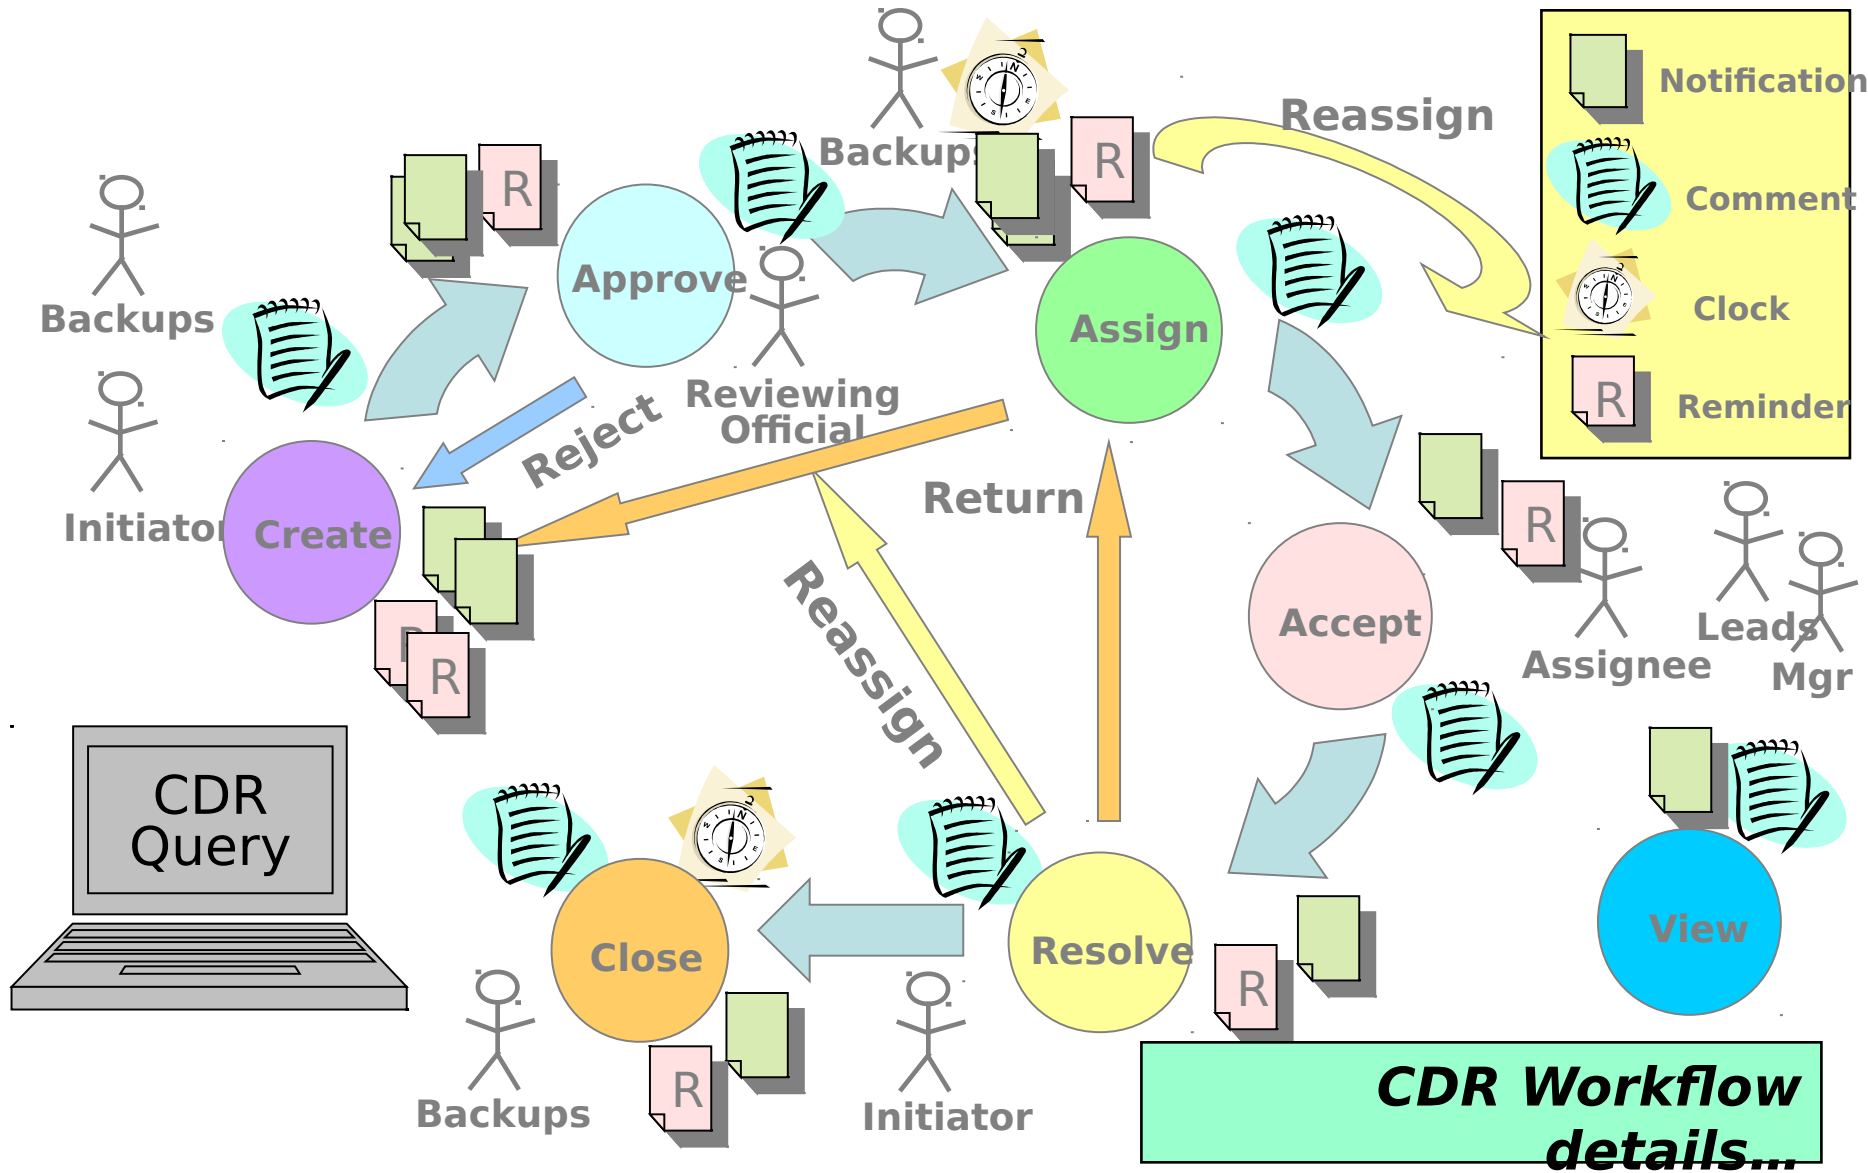 Backups
Reassign
Notification
R
R
Comment
Backups
Approve
Assign
Clock
Reviewing
Official
Reject
R
Reminder
Initiator
Create
Return
R
Leads
Accept
Assignee
Mgr
R
R
Reassign
CDR
Query
Close
Resolve
View
R
R
Backups
Initiator
CDR Workflow
details...